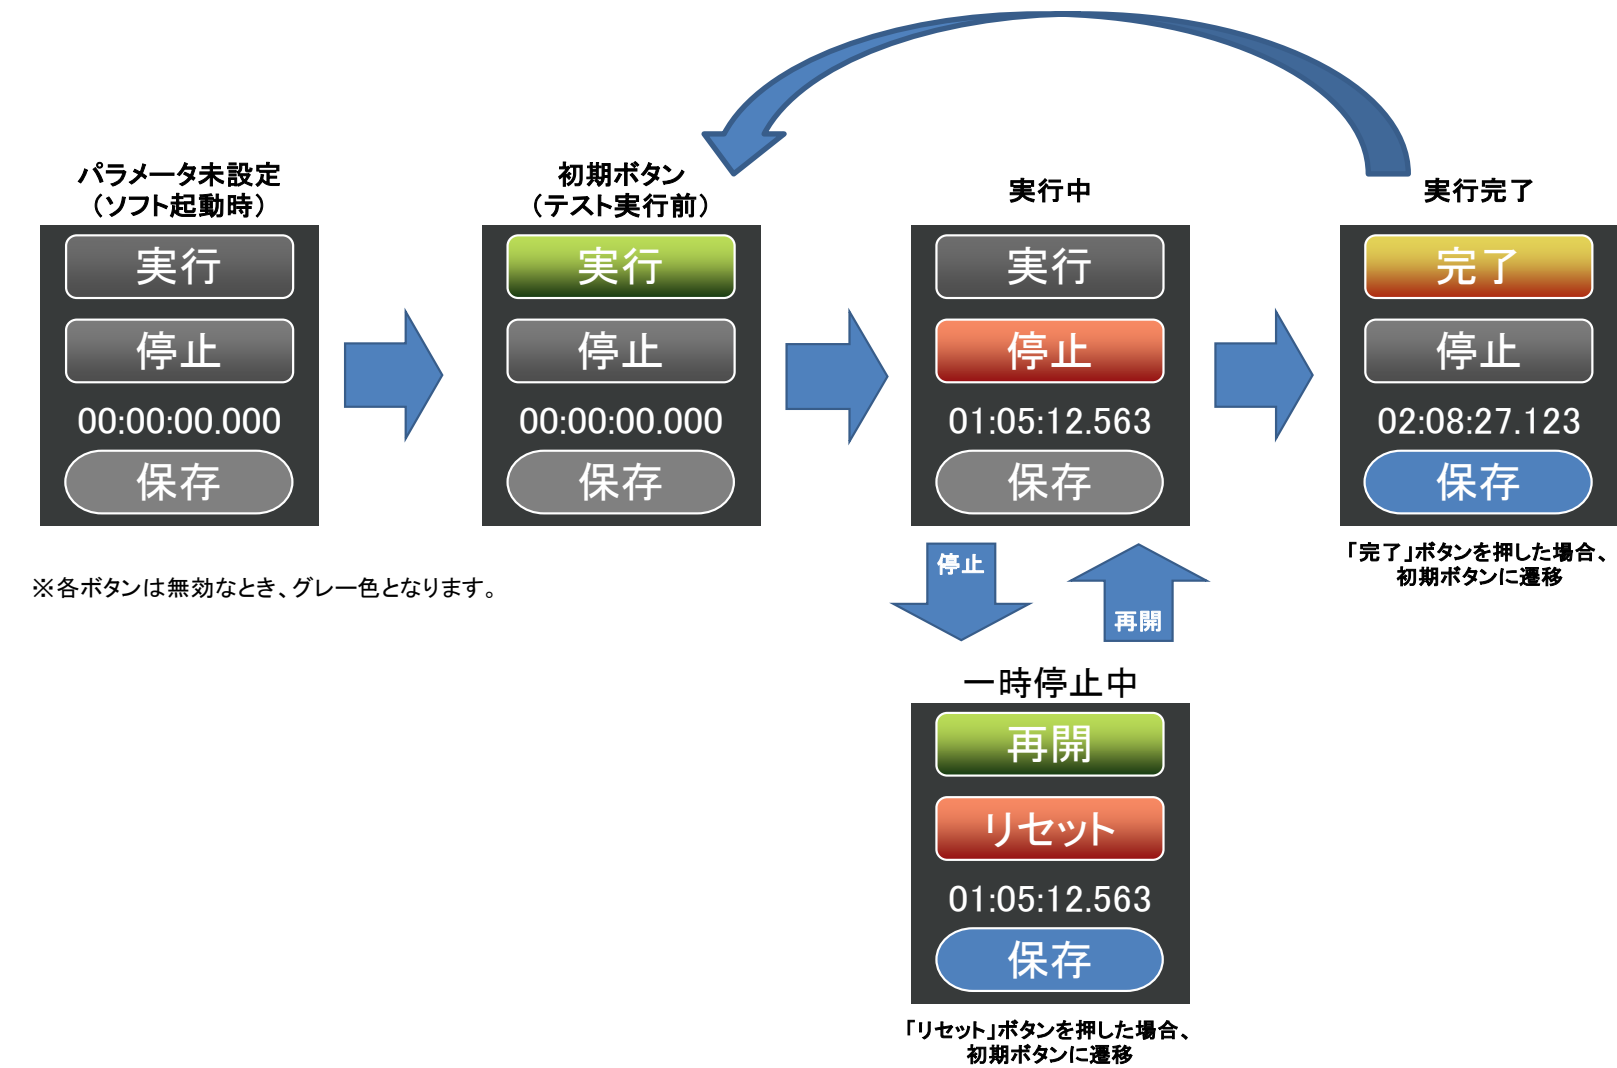 パラメータ未設定
（ソフト起動時）
実行
停止
00:00:00.000
保存
初期ボタン
（テスト実行前）
実行
停止
00:00:00.000
保存
実行中
実行
停止
01:05:12.563
保存
実行完了
完了
停止
02:08:27.123
保存
「完了」ボタンを押した場合、
初期ボタンに遷移
※各ボタンは無効なとき、グレー色となります。
停止
再開
一時停止中
再開
リセット
01:05:12.563
保存
「リセット」ボタンを押した場合、
初期ボタンに遷移